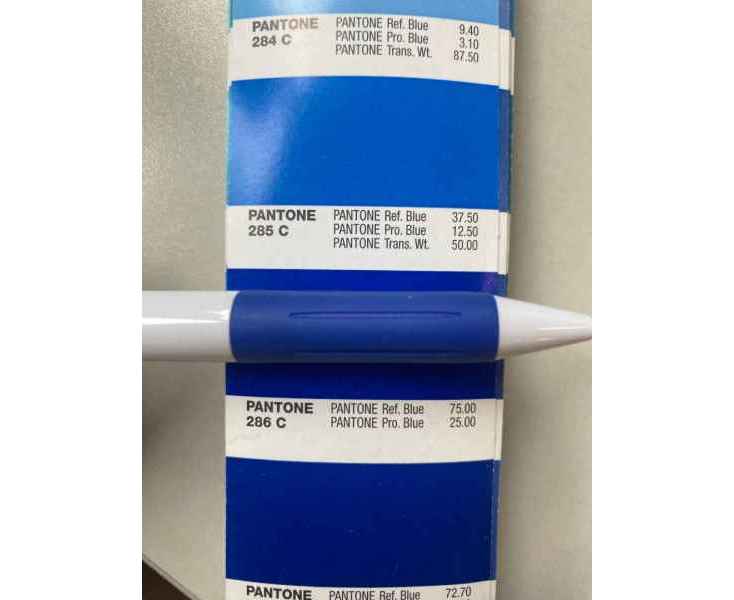 PANTONE 284 C
PANTONE Ref. Blue 9.40
PANTONE Pro. Blue 3.10
PANTONE Trans. Wt. 87.50
PANTONE 285 C
PANTONE Ref. Blue 37.50
PANTONE Pro. Blue 12.50
PANTONE Trans. Wt. 50.00
PANTONE 286 C
PANTONE Ref. Blue 75.00
PANTONE Pro. Blue 25.00
PANTONE PANTONE Ref. Blue 72.70